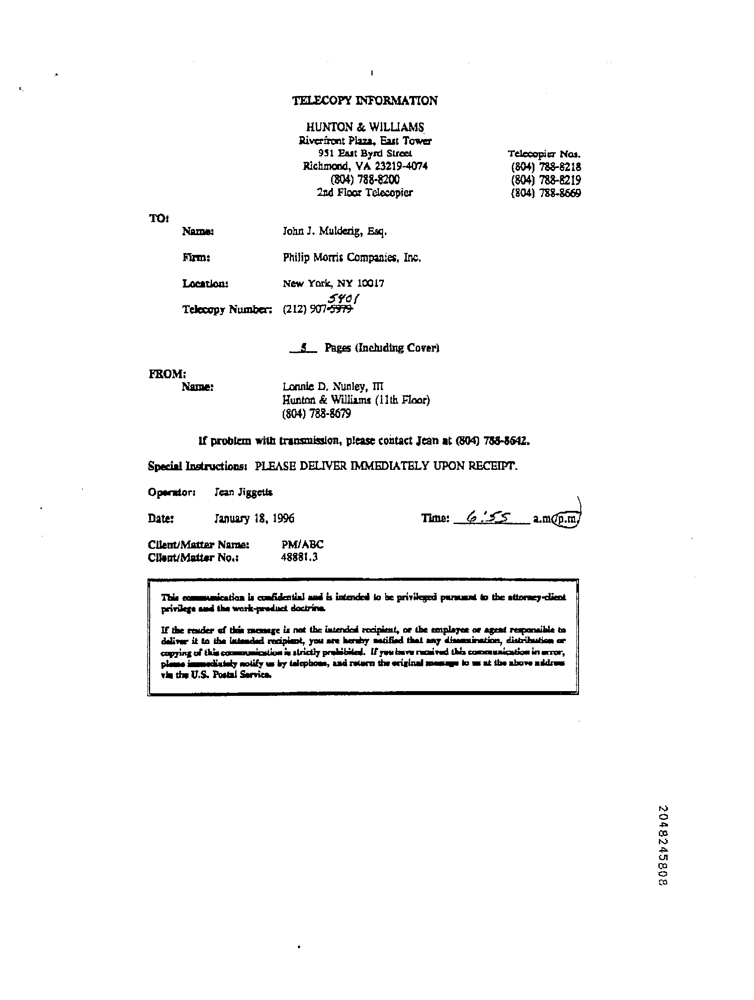 TELECOPY INFORMATION
HUNTON & WILLIAMS
Riverfront Plaza, East Tower
951 East Byrd Street
Richmond, VA 23219-4074
(804) 788-8200
2nd Floor Telecopier
Telecopier Nos.
(804) 788-8218
(804) 788-8219
(804) 788-8669
TO:
Name: John J. Mulderig, Esq.
Firm: Philip Morris Companies, Inc.
Location: New York, NY 10017
5401
Telecopy Number: (212) 907-5979
5 Pages (Including Cover)
FROM:
Name: Lonnie D. Nunley, III
Hunton & Williams (11th Floor)
(804) 788-8679
If problem with transmission, please contact Jean at (804) 788-8642.
Special Instructions: PLEASE DELIVER IMMEDIATELY UPON RECEIPT.
Operator: Jean Jiggetts
Date: January 18, 1996 Time: 6:55 a.m/p.m/
Client/Matter Name: PM/ABC
Client/Matter No.: 48881.3
This communication is confidential and is intended to be privileged pursuant to the attorney-client
privilege and the work-product doctrine.
If the reader of this message is not the intended recipient, or the employee or agent responsible to
deliver it to the intended recipient, you are hereby notified that any dissemination, distribution or
copying of this communication is strictly prohibited. If you have received this communication in error,
please immediately notify us by telephone, and return the original message to us at the above address
via the U.S. Postal Service.
2048245808